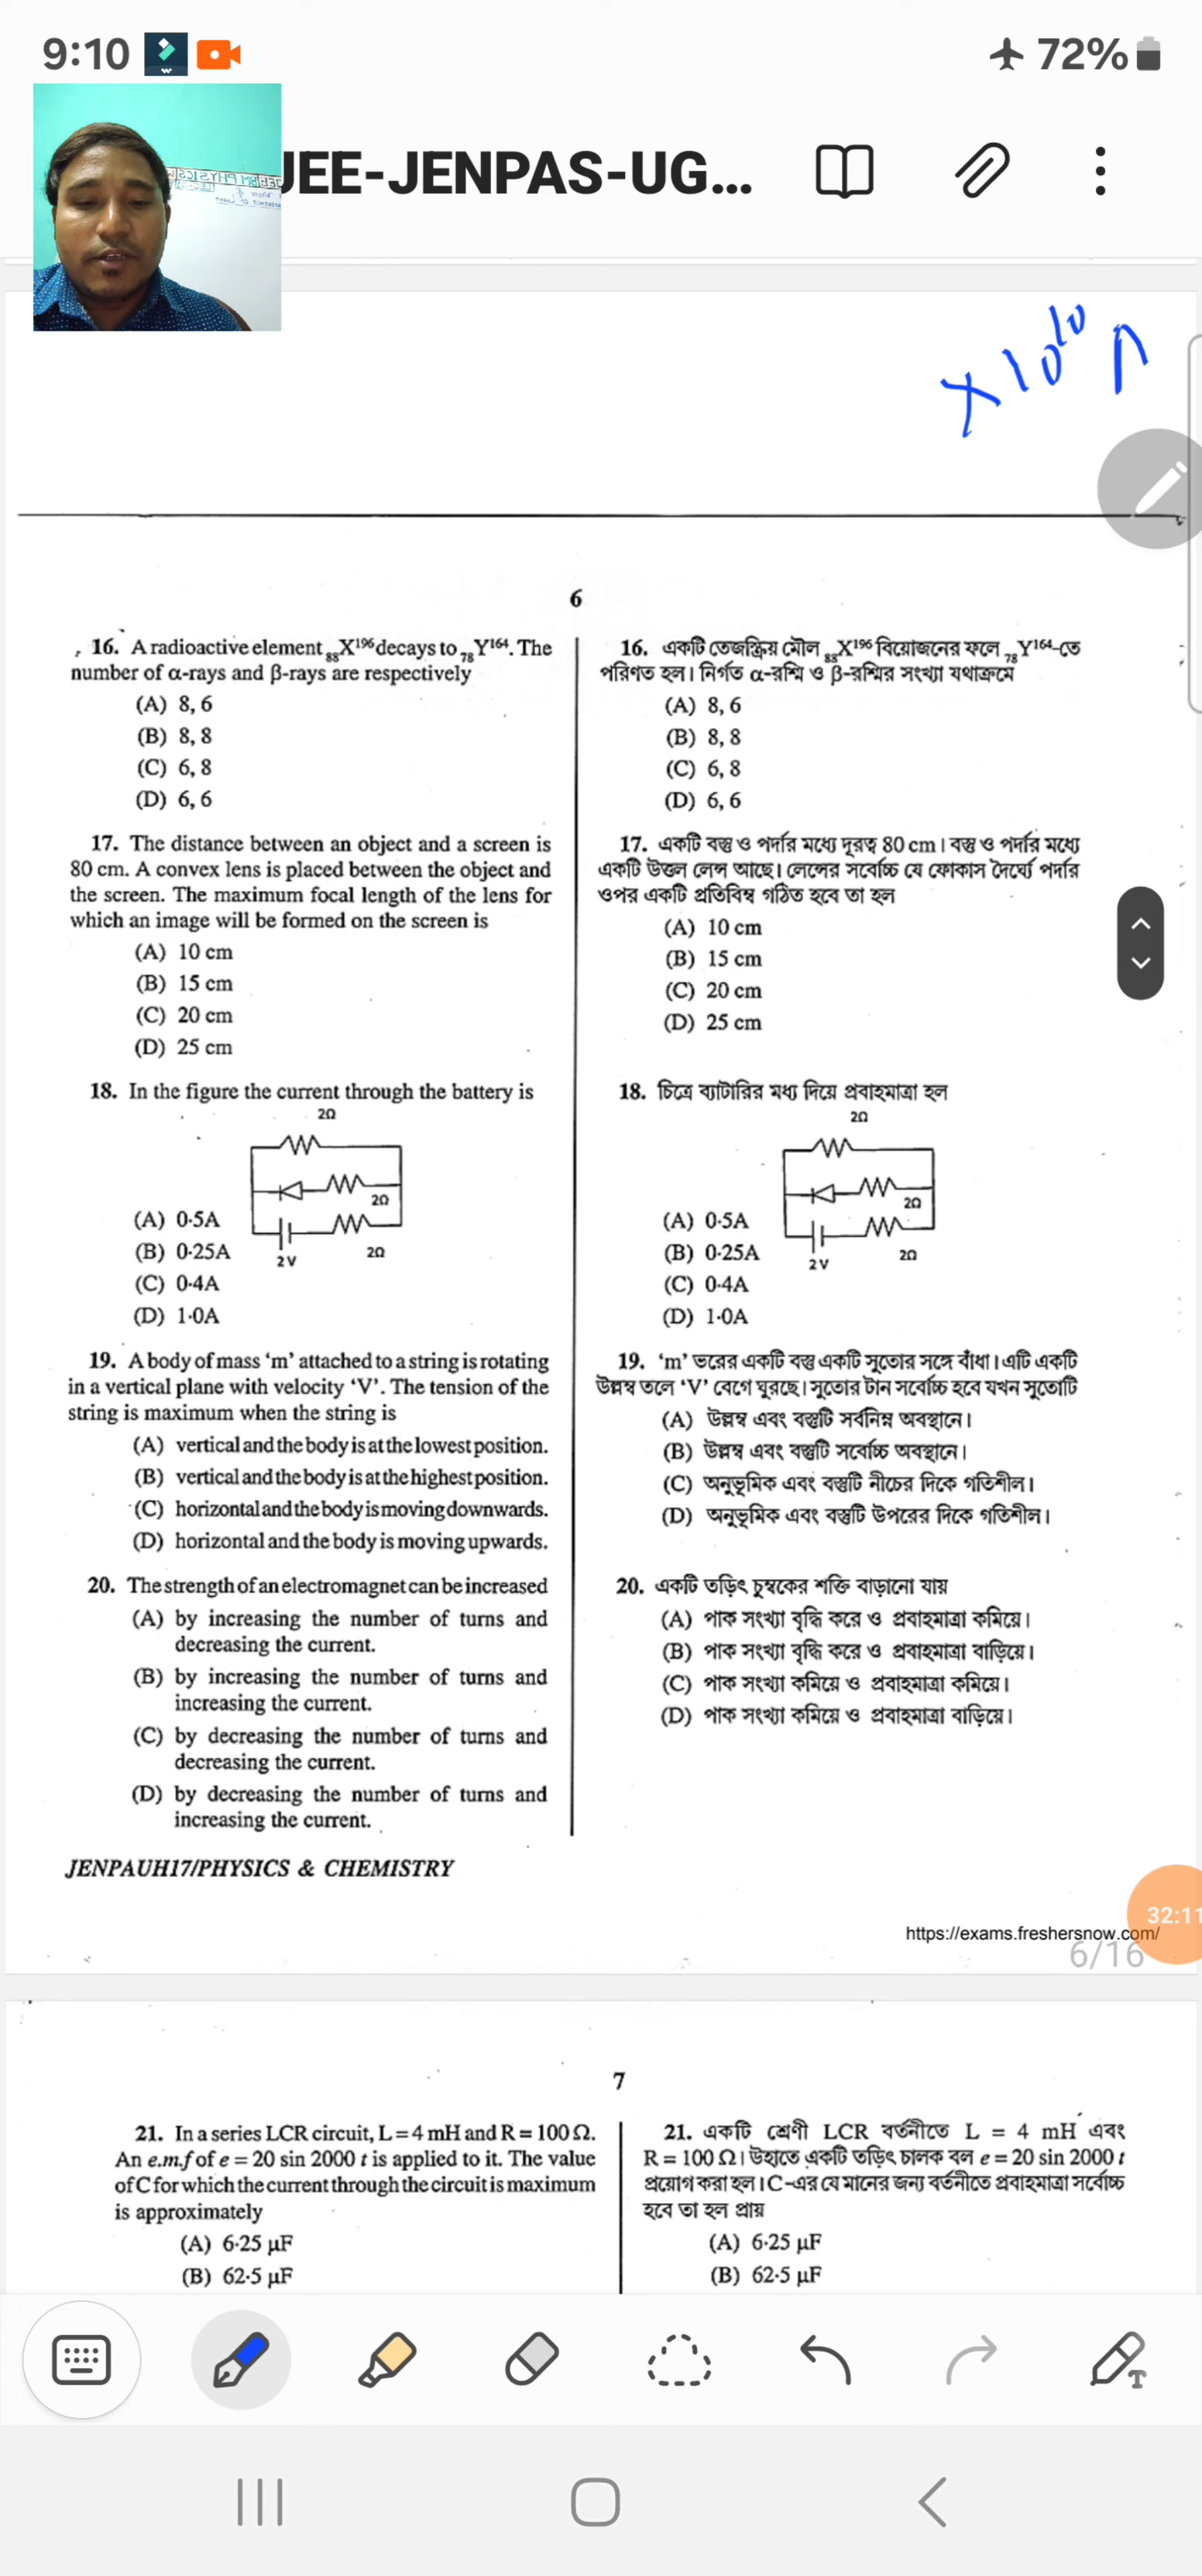 9:10
72%
JEE-JENPAS-UG...
X10¹⁰
6
16. A radioactive element ₈₈X¹⁹⁶ decays to ₇₈Y¹⁶⁴. The
number of α-rays and β-rays are respectively
(A) 8, 6
(B) 8, 8
(C) 6, 8
(D) 6, 6
17. The distance between an object and a screen is
80 cm. A convex lens is placed between the object and
the screen. The maximum focal length of the lens for
which an image will be formed on the screen is
(A) 10 cm
(B) 15 cm
(C) 20 cm
(D) 25 cm
18. In the figure the current through the battery is
2Ω
2Ω
2V
2Ω
(A) 0·5A
(B) 0·25A
(C) 0·4A
(D) 1·0A
19. A body of mass ‘m’ attached to a string is rotating
in a vertical plane with velocity ‘V’. The tension of the
string is maximum when the string is
(A) vertical and the body is at the lowest position.
(B) vertical and the body is at the highest position.
(C) horizontal and the body is moving downwards.
(D) horizontal and the body is moving upwards.
20. The strength of an electromagnet can be increased
(A) by increasing the number of turns and
decreasing the current.
(B) by increasing the number of turns and
increasing the current.
(C) by decreasing the number of turns and
decreasing the current.
(D) by decreasing the number of turns and
increasing the current.
16. একটি তেজস্ক্রিয় মৌল ₈₈X¹⁹⁶ বিয়োজনের ফলে ₇₈Y¹⁶⁴-তে
পরিণত হল। নির্গত α-রশ্মি ও β-রশ্মির সংখ্যা যথাক্রমে
(A) 8, 6
(B) 8, 8
(C) 6, 8
(D) 6, 6
17. একটি বস্তু ও পর্দার মধ্যে দূরত্ব 80 cm। বস্তু ও পর্দার মধ্যে
একটি উত্তল লেন্স আছে। লেন্সের সর্বোচ্চ যে ফোকাস দৈর্ঘ্যে পর্দার
ওপর একটি প্রতিবিম্ব গঠিত হবে তা হল
(A) 10 cm
(B) 15 cm
(C) 20 cm
(D) 25 cm
18. চিত্রে ব্যাটারির মধ্য দিয়ে প্রবাহমাত্রা হল
2Ω
2Ω
2V
2Ω
(A) 0·5A
(B) 0·25A
(C) 0·4A
(D) 1·0A
19. ‘m’ ভরের একটি বস্তু একটি সুতোর সঙ্গে বাঁধা। এটি একটি
উল্লম্ব তলে ‘V’ বেগে ঘুরছে। সুতোর টান সর্বোচ্চ হবে যখন সুতোটি
(A) উল্লম্ব এবং বস্তুটি সর্বনিম্ন অবস্থানে।
(B) উল্লম্ব এবং বস্তুটি সর্বোচ্চ অবস্থানে।
(C) অনুভূমিক এবং বস্তুটি নীচের দিকে গতিশীল।
(D) অনুভূমিক এবং বস্তুটি উপরের দিকে গতিশীল।
20. একটি তড়িৎ চুম্বকের শক্তি বাড়ানো যায়
(A) পাক সংখ্যা বৃদ্ধি করে ও প্রবাহমাত্রা কমিয়ে।
(B) পাক সংখ্যা বৃদ্ধি করে ও প্রবাহমাত্রা বাড়িয়ে।
(C) পাক সংখ্যা কমিয়ে ও প্রবাহমাত্রা কমিয়ে।
(D) পাক সংখ্যা কমিয়ে ও প্রবাহমাত্রা বাড়িয়ে।
JENPAUH17/PHYSICS & CHEMISTRY
32:11
https://exams.freshersnow.com/
6/16
7
21. In a series LCR circuit, L = 4 mH and R = 100 Ω.
An e.m.f of e = 20 sin 2000 t is applied to it. The value
of C for which the current through the circuit is maximum
is approximately
(A) 6·25 μF
(B) 62·5 μF
21. একটি শ্রেণী LCR বর্তনীতে L = 4 mH এবং
R = 100 Ω। উহাতে একটি তড়িৎ চালক বল e = 20 sin 2000 t
প্রয়োগ করা হল। C-এর যে মানের জন্য বর্তনীতে প্রবাহমাত্রা সর্বোচ্চ
হবে তা হল প্রায়
(A) 6·25 μF
(B) 62·5 μF